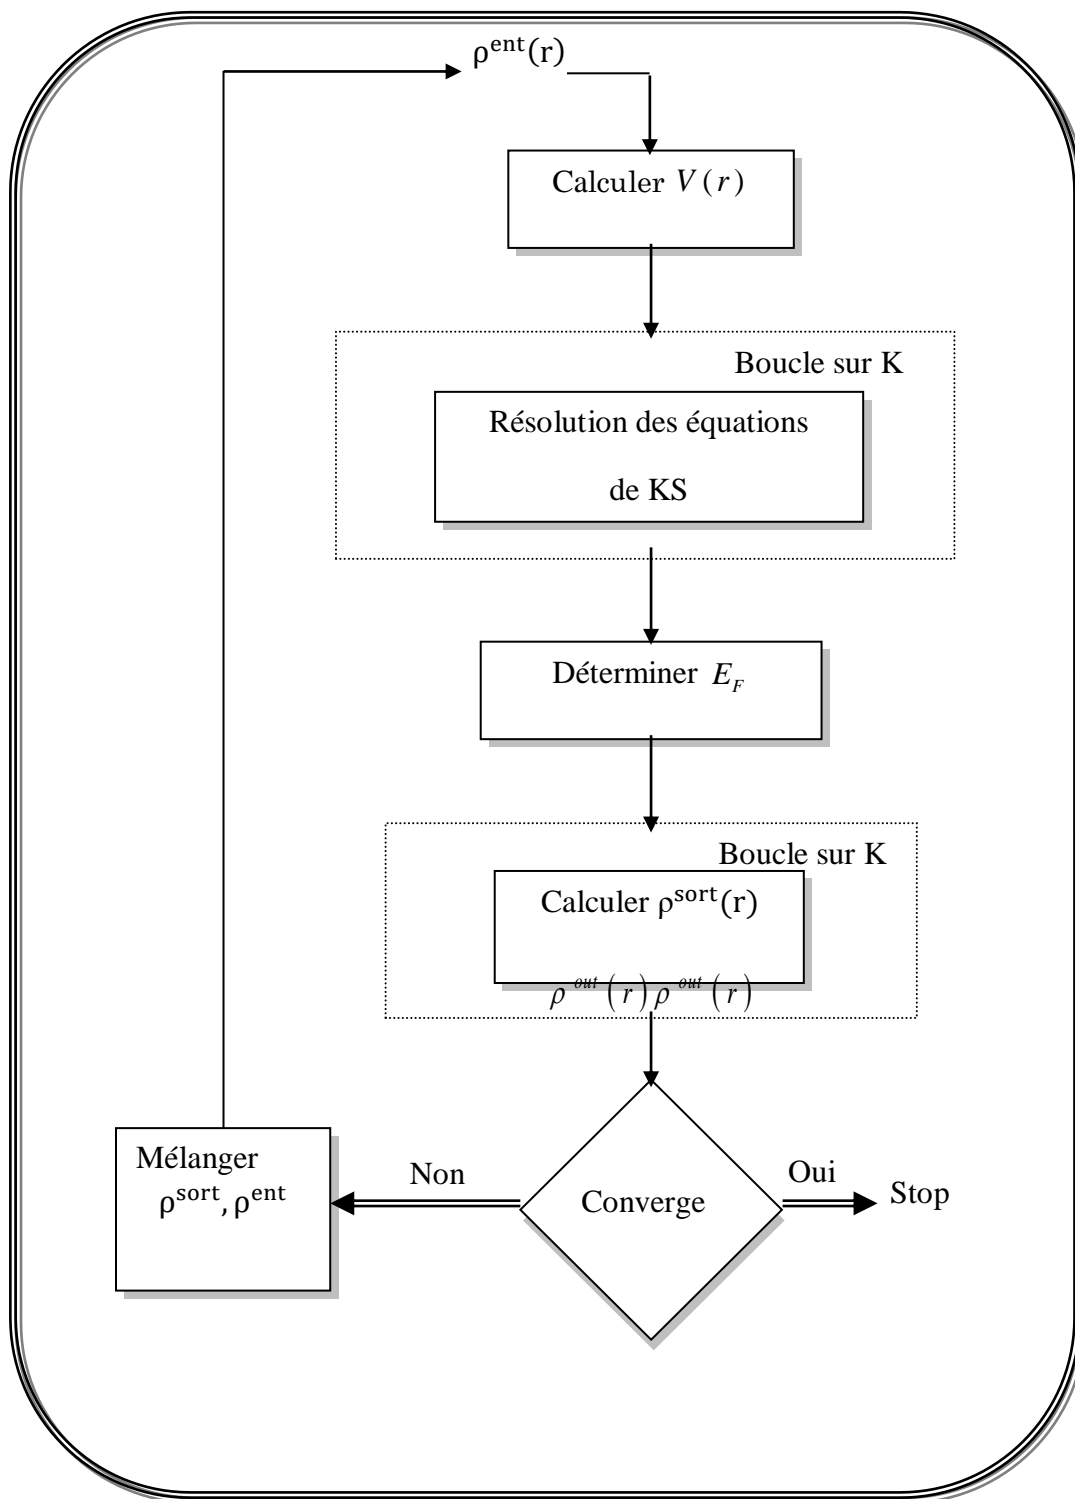 ρ^ent(r)
Calculer V(r)
Boucle sur K
Résolution des équations
de KS
Déterminer E_F
Boucle sur K
Calculer ρ^sort(r)
ρ^out(r) ρ^out(r)
Converge
Non
Oui
Stop
Mélanger
ρ^sort, ρ^ent